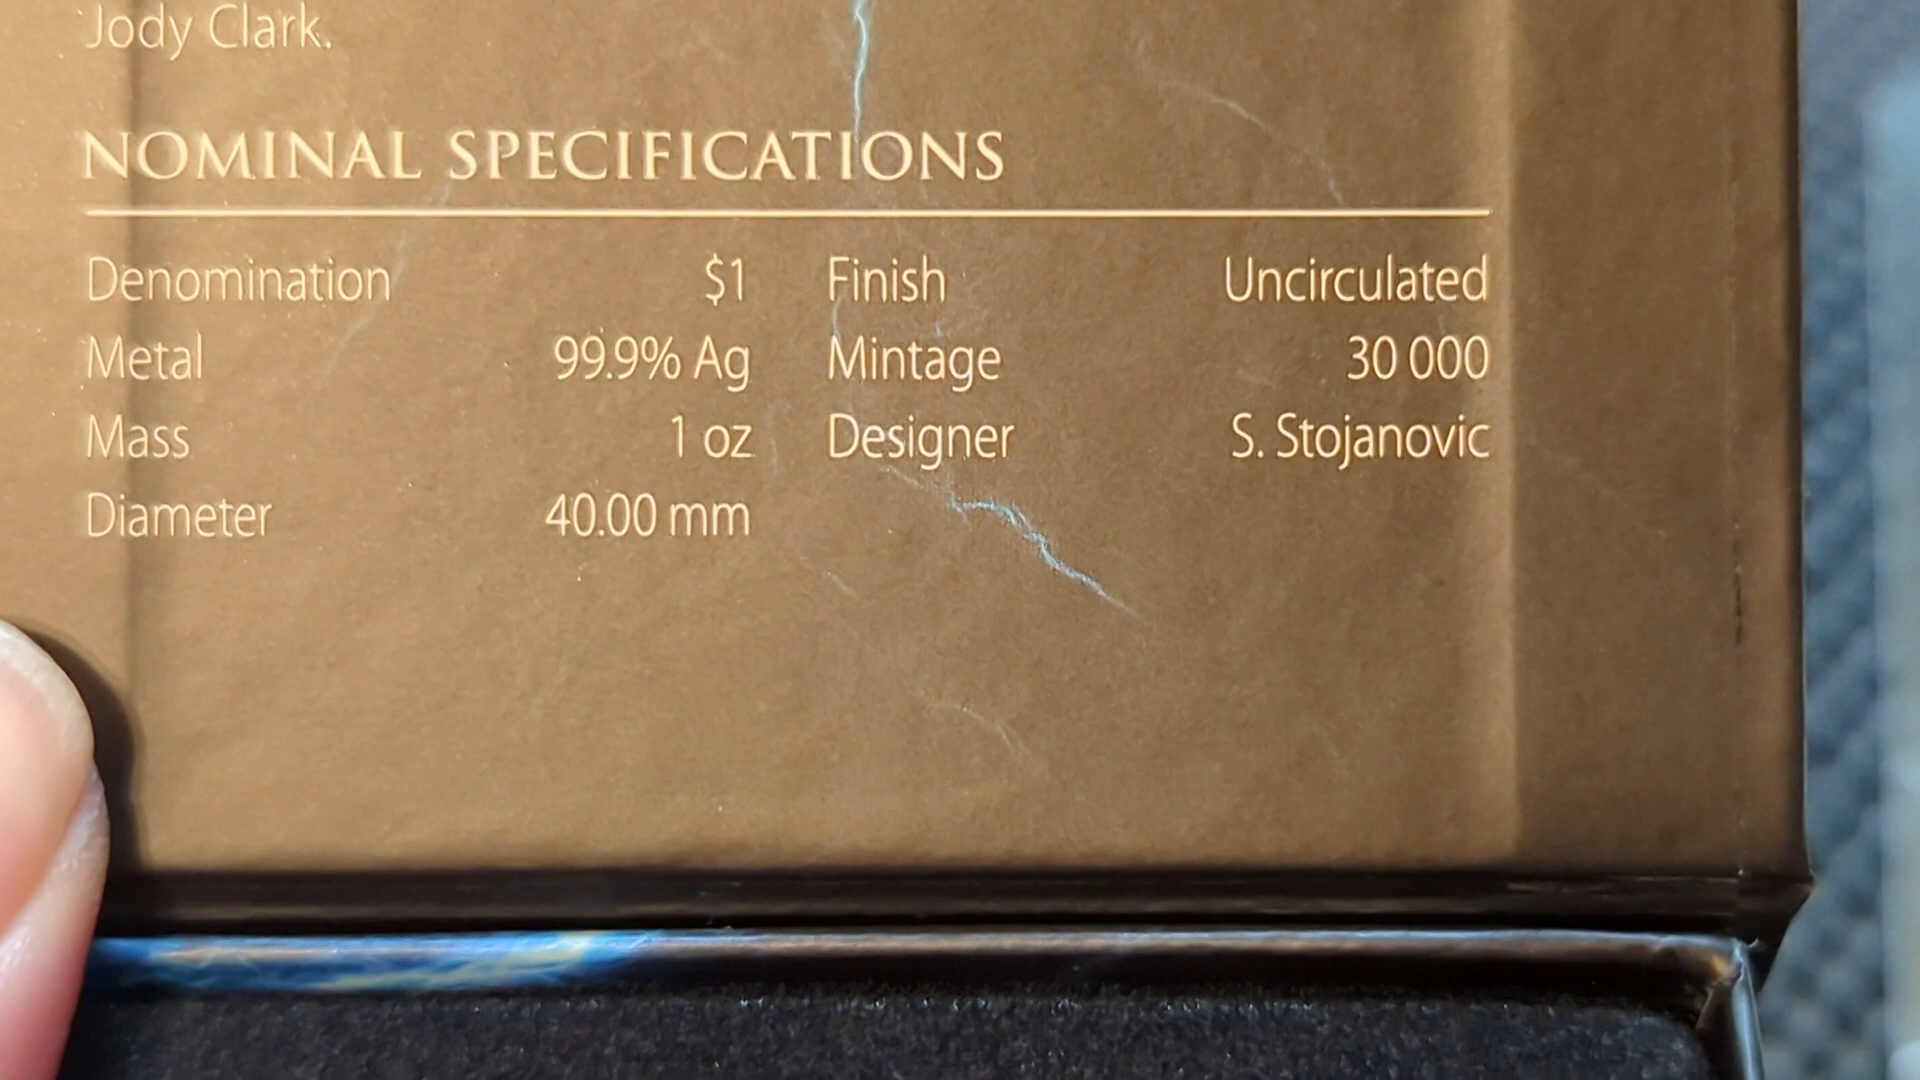 Jody Clark.
NOMINAL SPECIFICATIONS
Denomination $1 Finish Uncirculated
Metal 99.9% Ag Mintage 30 000
Mass 1 oz Designer S. Stojanovic
Diameter 40.00 mm